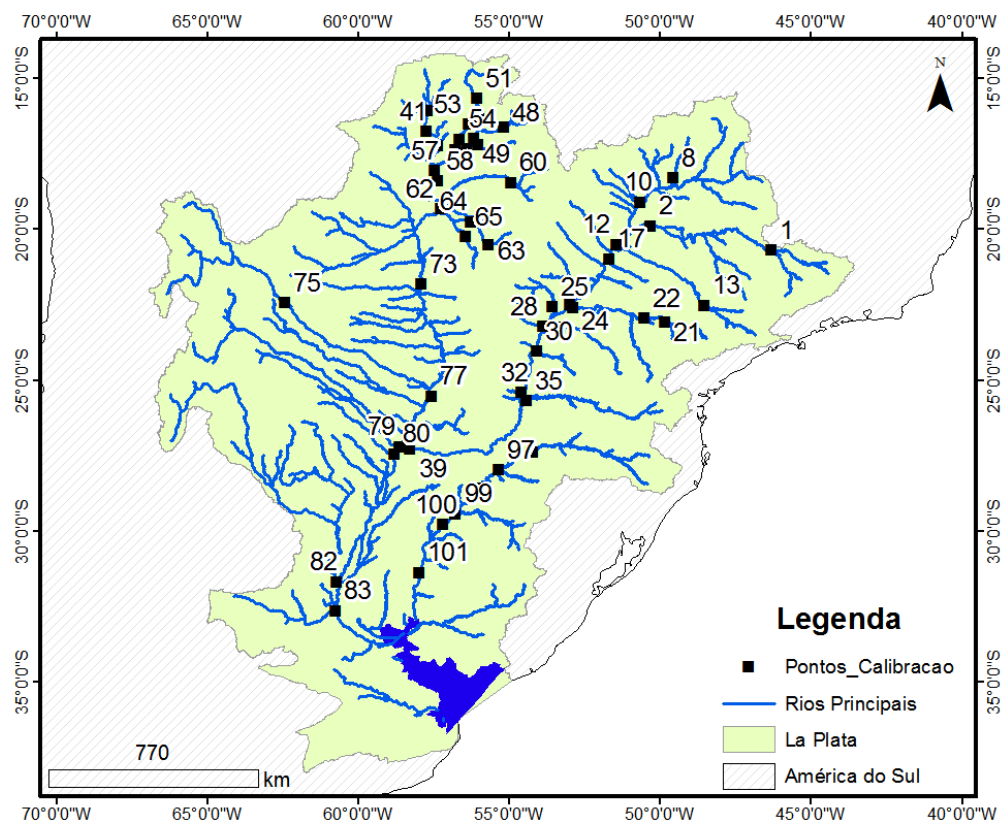 70°0'0"W 65°0'0"W 60°0'0"W 55°0'0"W 50°0'0"W 45°0'0"W 40°0'0"W
N
15°0'0"S 15°0'0"S
51
41 53 48
54
57 58 49
8
60
10
62 64 2
65 12 17 1
63
20°0'0"S 20°0'0"S
73
75 25 22 13
28 24 21
30
25°0'0"S 25°0'0"S
77 32 35
79 80
39 97
99
100
30°0'0"S 30°0'0"S
101
82
83
Legenda
Pontos_Calibracao
35°0'0"S 35°0'0"S
Rios Principais
La Plata
770
km
América do Sul
70°0'0"W 65°0'0"W 60°0'0"W 55°0'0"W 50°0'0"W 45°0'0"W 40°0'0"W